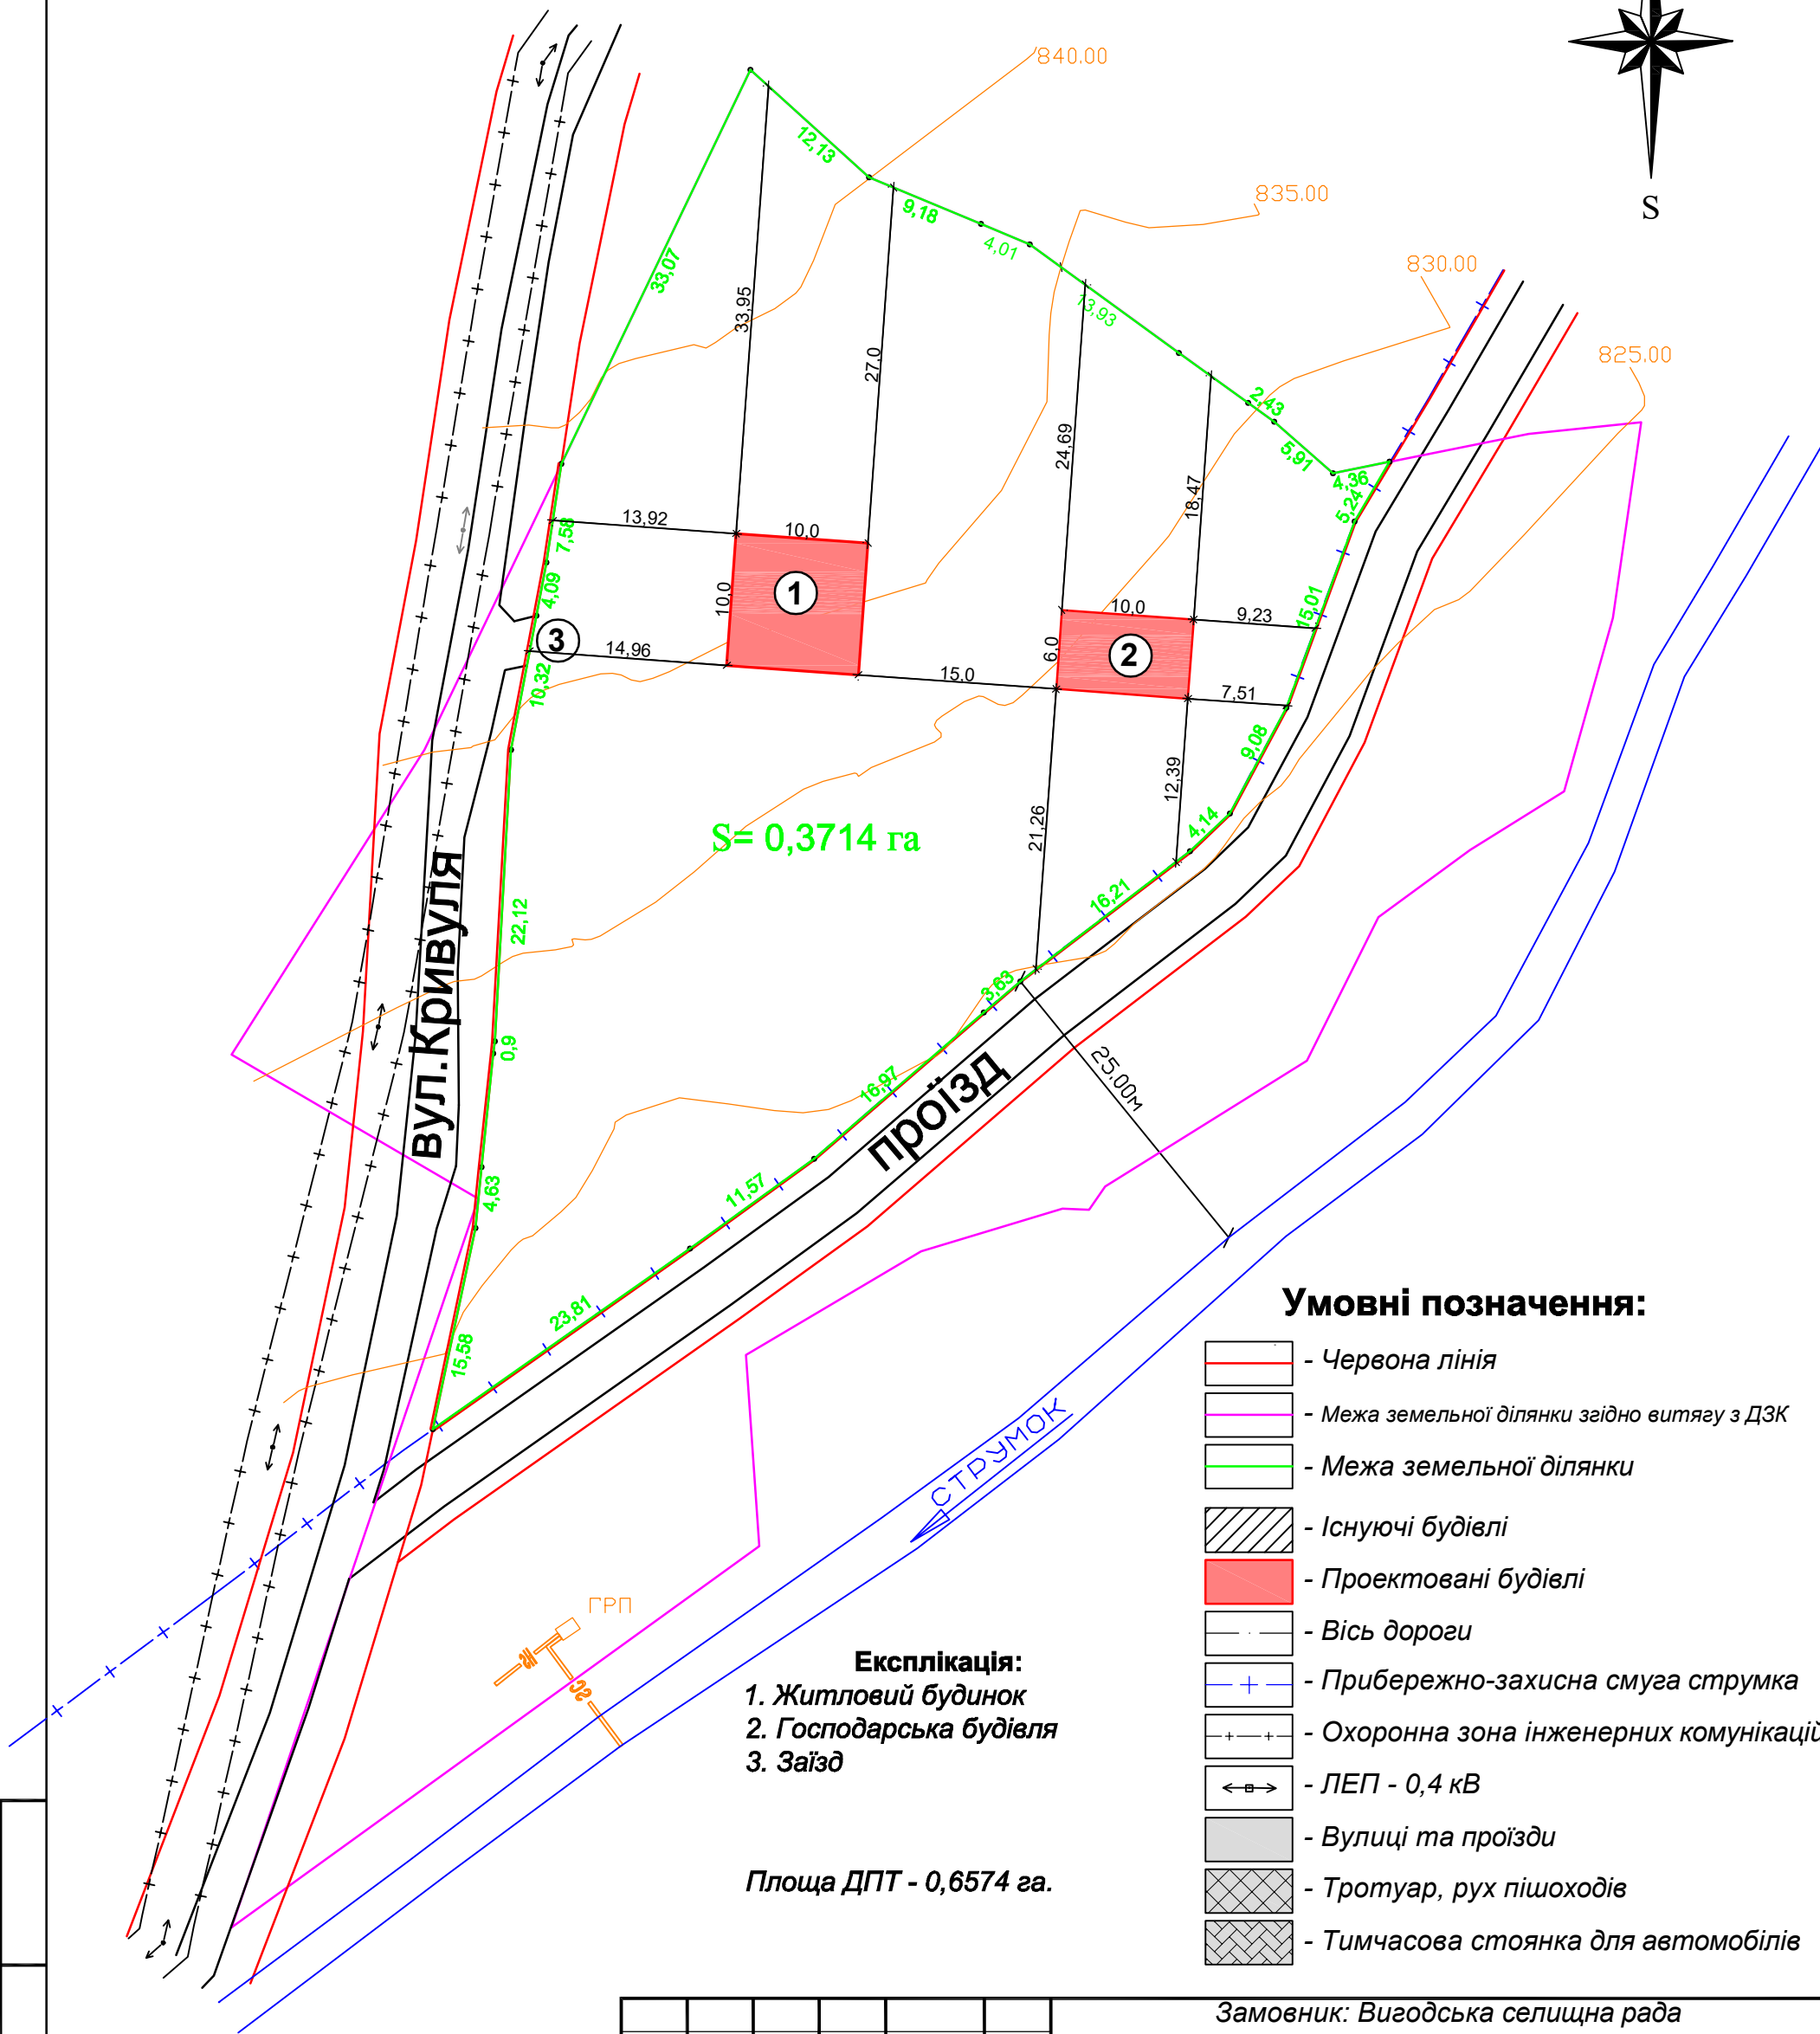 840.00
835.00
S
830.00
825.00
12,13
9,18
4,01
33,07
33,95
27,0
13,93
24,69
18,47
2,43
5,91
4,36
5,24
13,92
10,0
7,58
10,0
1
4,09
3
14,96
10,32
15,0
10,0
6,0
2
9,23
15,01
7,51
9,08
12,39
21,26
4,14
S= 0,3714 га
22,12
16,21
вул.Кривуля
3,63
0,9
16,97
проїзд
25.00м
11,57
4,63
23,81
15,58
СТРУМОК
ГРП
Умовні позначення:
- Червона лінія
- Межа земельної ділянки згідно витягу з ДЗК
- Межа земельної ділянки
- Існуючі будівлі
- Проектовані будівлі
- Вісь дороги
- Прибережно-захисна смуга струмка
- Охоронна зона інженерних комунікацій
- ЛЕП - 0,4 кВ
- Вулиці та проїзди
- Тротуар, рух пішоходів
- Тимчасова стоянка для автомобілів
Експлікація:
1. Житловий будинок
2. Господарська будівля
3. Заїзд
Площа ДПТ - 0,6574 га.
Замовник: Вигодська селищна рада